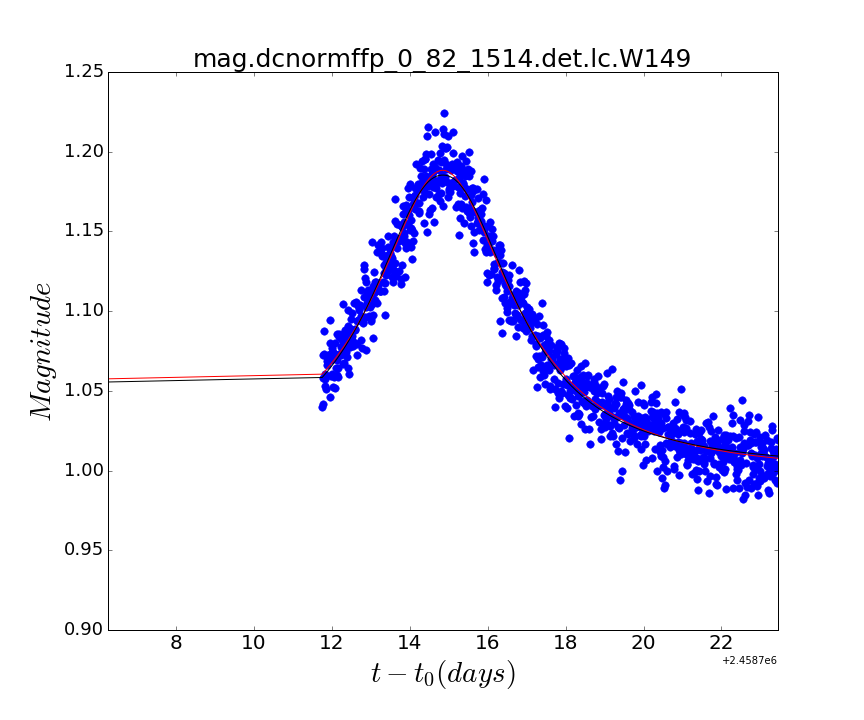 mag.dcnormffp_0_82_1514.det.lc.W149
1.25
1.20
1.15
1.10
1.05
1.00
0.95
0.90
Magnitude
8 10 12 14 16 18 20 22
+2.4587e6
t − t₀(days)